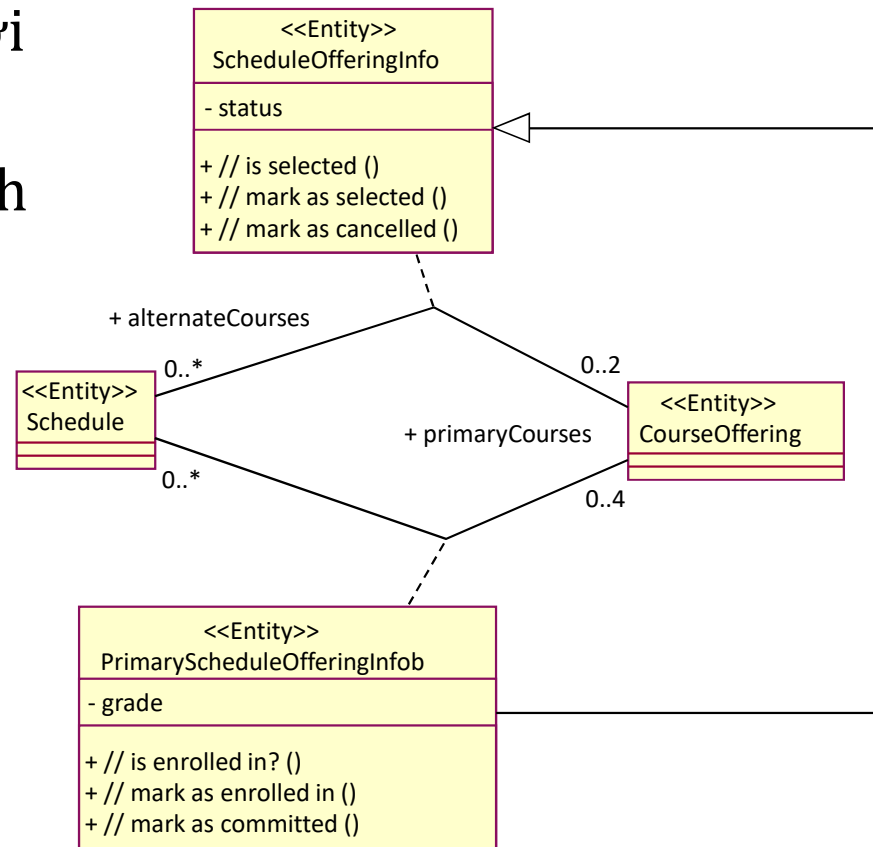 ơi
h
<<Entity>>
ScheduleOfferingInfo
- status
+ // is selected ()
+ // mark as selected ()
+ // mark as cancelled ()
+ alternateCourses
0..*
0..2
<<Entity>>
Schedule
<<Entity>>
CourseOffering
+ primaryCourses
0..*
0..4
<<Entity>>
PrimaryScheduleOfferingInfob
- grade
+ // is enrolled in? ()
+ // mark as enrolled in ()
+ // mark as committed ()